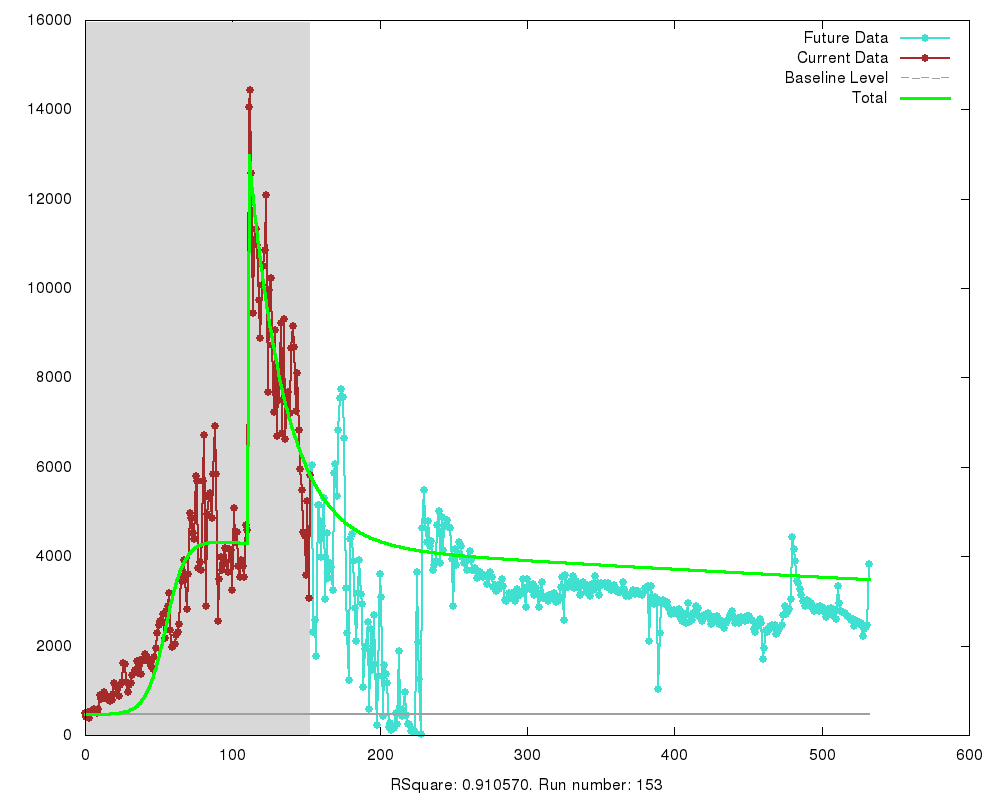 16000
14000
12000
10000
8000
6000
4000
2000
0
Future Data
Current Data
Baseline Level
Total
0 100 200 300 400 500 600
RSquare: 0.910570. Run number: 153